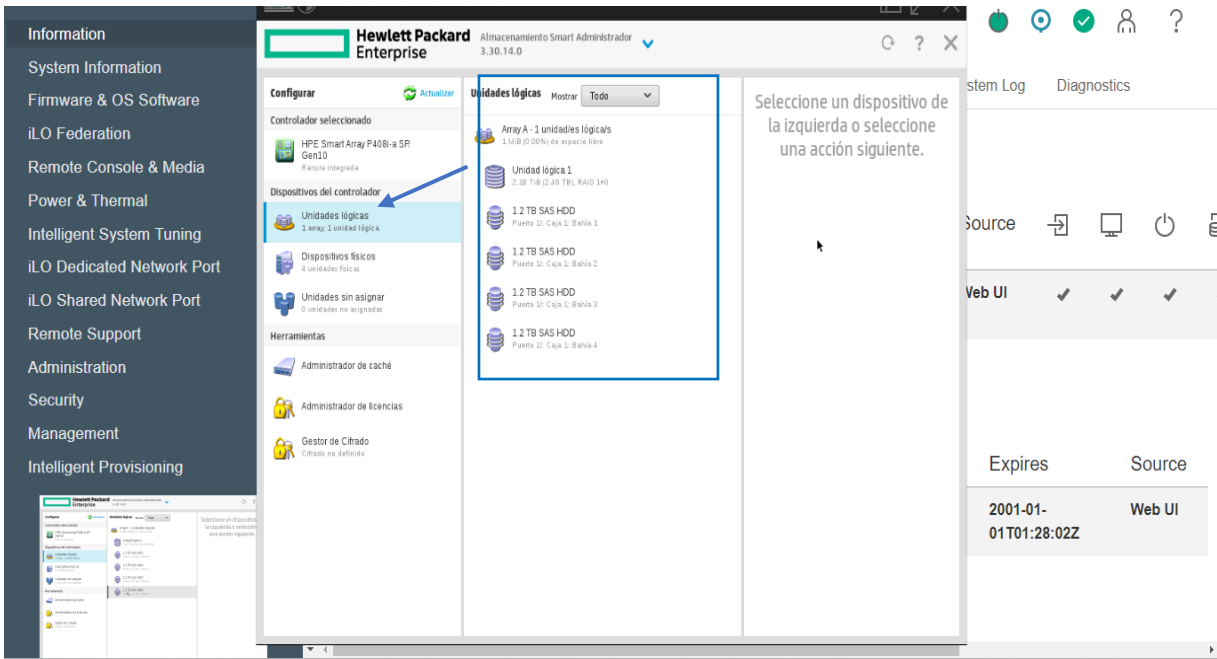 Information
System Information
Firmware & OS Software
iLO Federation
Remote Console & Media
Power & Thermal
Intelligent System Tuning
iLO Dedicated Network Port
iLO Shared Network Port
Remote Support
Administration
Security
Management
Intelligent Provisioning
Hewlett Packard
Enterprise
Almacenamiento Smart Administrador
3.30.14.0
Configurar
Actualizar
Controlador seleccionado
HPE Smart Array P408i-a SR
Gen10
Ranura integrada
Dispositivos del controlador
Unidades lógicas
1 array, 1 unidad lógica
Dispositivos físicos
4 unidades físicas
Unidades sin asignar
0 unidades no asignadas
Herramientas
Administrador de caché
Administrador de licencias
Gestor de Cifrado
Cifrado no definido
Unidades lógicas Mostrar Todo
Array A - 1 unidad/es lógica/s
1 MiB (0.00%) de espacio libre
Unidad lógica 1
2.18 TiB (2.40 TB), RAID 1+0
1.2 TB SAS HDD
Puerto 1I: Caja 1: Bahía 1
1.2 TB SAS HDD
Puerto 1I: Caja 1: Bahía 2
1.2 TB SAS HDD
Puerto 1I: Caja 1: Bahía 3
1.2 TB SAS HDD
Puerto 1I: Caja 1: Bahía 4
Seleccione un dispositivo de
la izquierda o seleccione
una acción siguiente.
stem Log Diagnostics
Source
Web UI
Expires Source
2001-01-
01T01:28:02Z
Web UI
Hewlett Packard
Enterprise